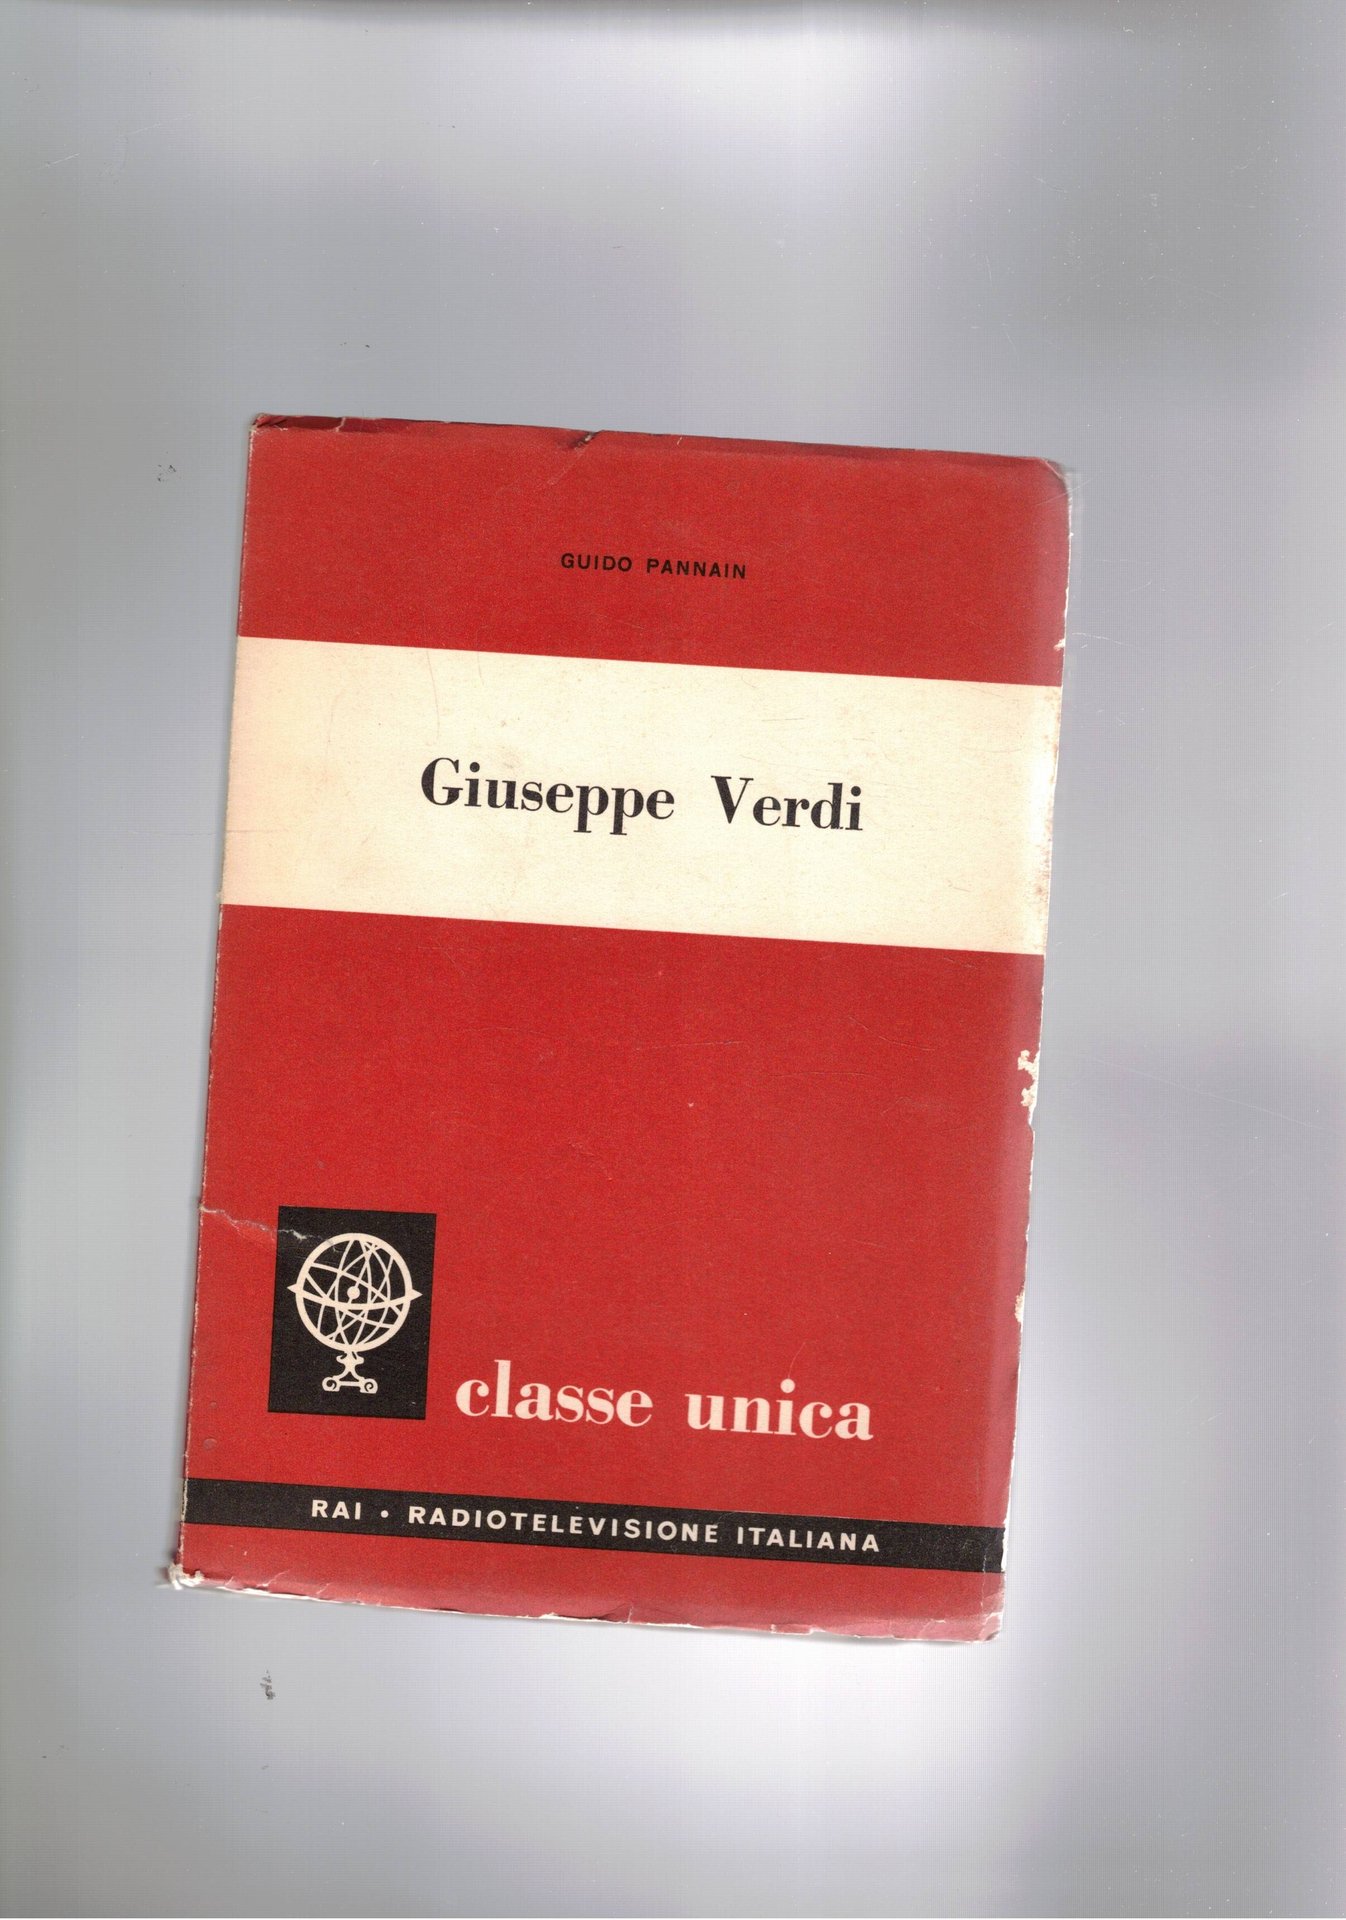 GUIDO PANNAIN
Giuseppe Verdi
classe unica
RAI • RADIOTELEVISIONE ITALIANA